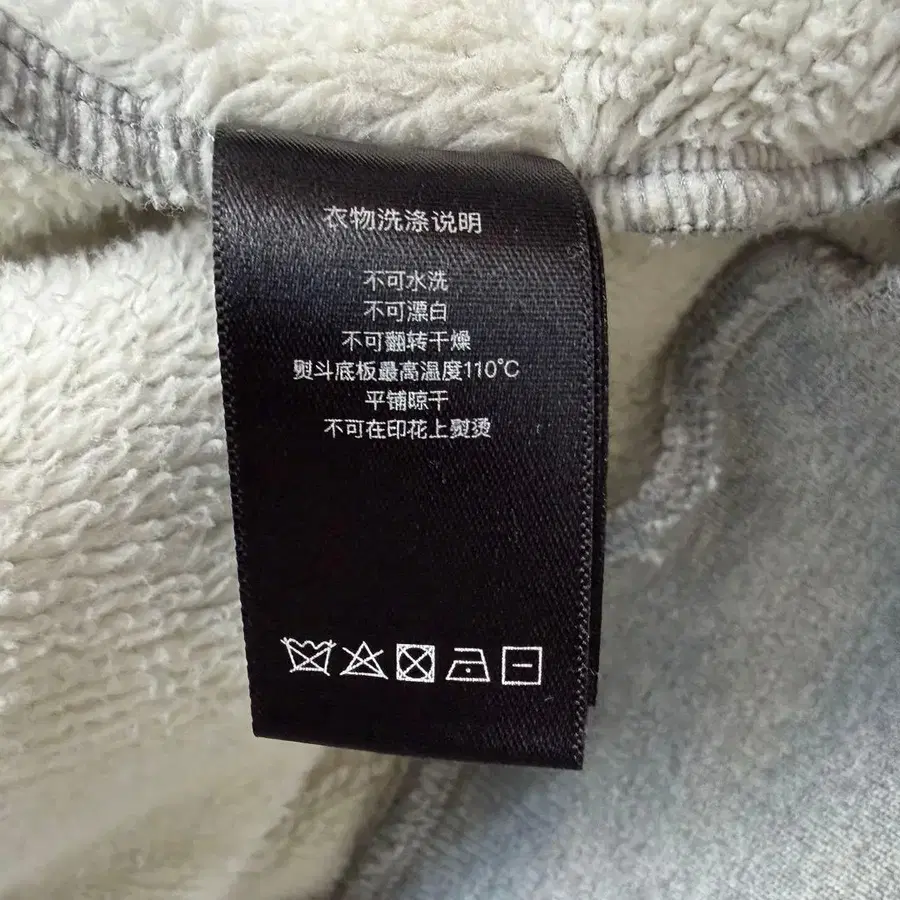 衣物洗涤说明
不可水洗
不可漂白
不可翻转干燥
熨斗底板最高温度110°C
平铺晾干
不可在印花上熨烫